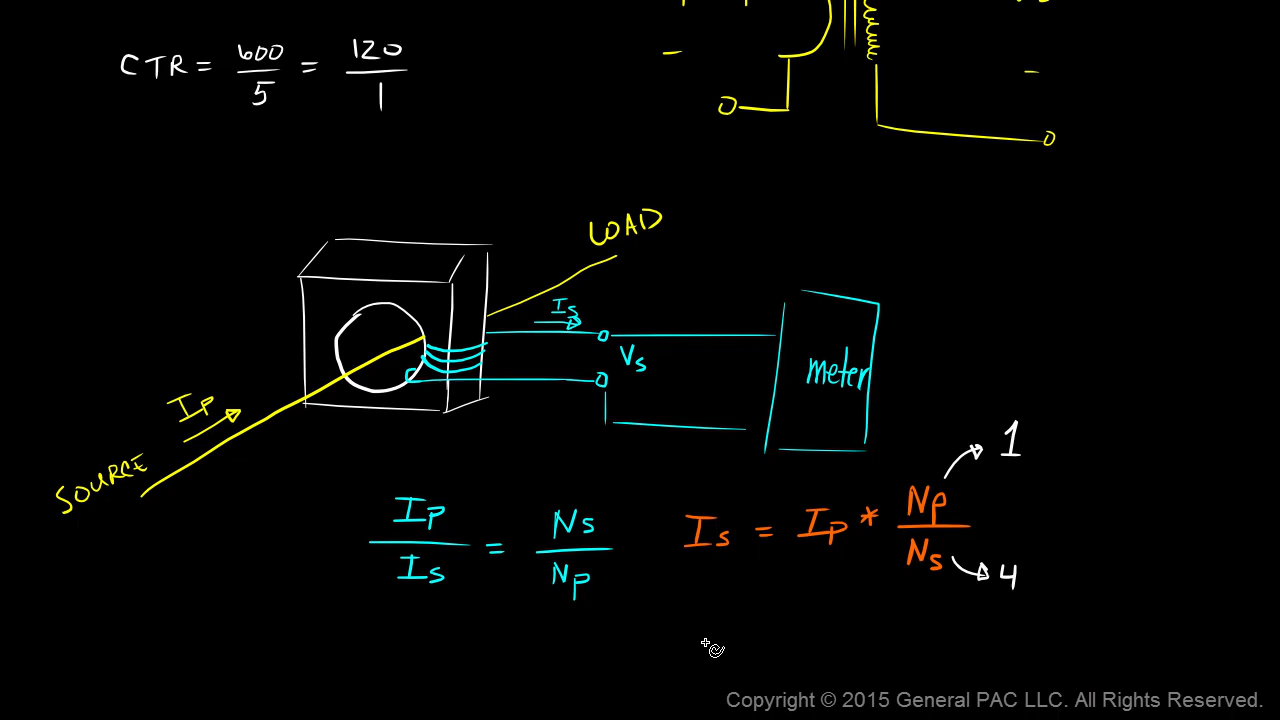 CTR = 600/5 = 120/1
LOAD
Is
Vs
meter
Ip
SOURCE
1
Ip/Is = Ns/Np
Is = Ip * Np/Ns
4
Copyright © 2015 General PAC LLC. All Rights Reserved.